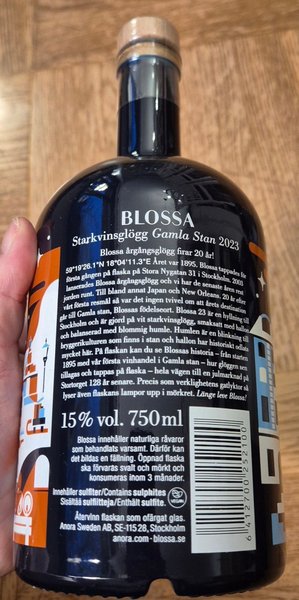 BLOSSA
Starkvinsglögg Gamla Stan 2023
Blossa årgångsglögg firar 20 år!
59°19'26.1"N 18°04'11.3"E Året var 1895. Blossa tappades för
första gången på flaska på Stora Nygatan 31 i Stockholm. 2003
lanserades Blossa årgångsglögg och vi har de senaste åren rest
jorden runt. Till bland annat Japan och New Orleans. 20 år efter
vår första resmål så var det ingen tvivel om att årets destination var
till Gamla stan, Blossas födelseort. Blossa 23 är en hyllning till
Stockholm och är gjord på vit starkvinsglögg, smaksatt med hallon
och balanserad med blommig humle. Humlen är en blinkning till
bryggerikulturen som finns i stan och hallon har historiskt odlats
mycket här. På flaskan kan du se Blossas historia – från starten
1895 med vår första vinhandel i Gamla stan – hur glöggen sen
tillagas och tappas på flaska – hela vägen till en julmarknad på
Stortorget 128 år senare. Precis som verklighetens gatlyktor så
lyser även flaskans lampor upp i mörkret. Länge leve Blossa!
15% vol. 750 ml
Blossa innehåller naturliga råvaror
som behandlats varsamt. Därför kan
det bildas en fällning. Öppnad flaska
ska förvaras svalt och mörkt och
konsumeras inom 3 månader.
Innehåller sulfiter/Contains sulphites
Sisältää sulfiitteja/Enthält sulfite.
Återvinn flaskan som ofärgat glas.
Anora Sweden AB, SE-115 28, Stockholm
anora.com - blossa.se
6 412700 252100